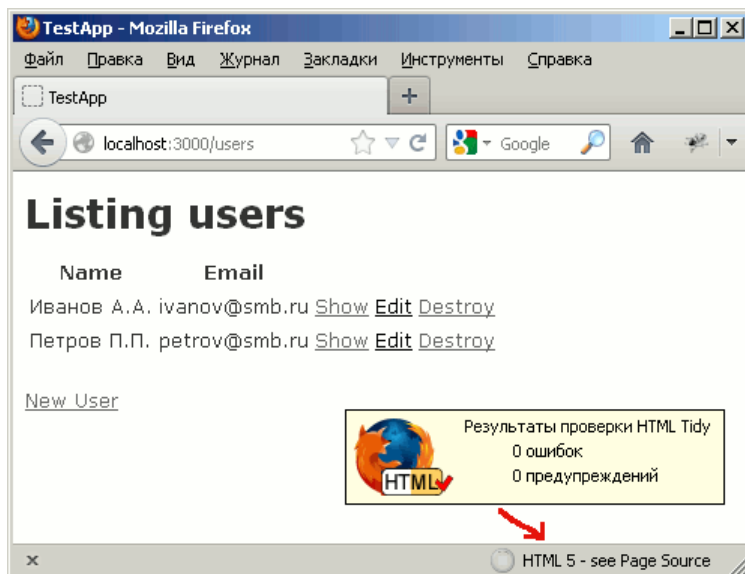 TestApp - Mozilla Firefox
Файл Правка Вид Журнал Закладки Инструменты Справка
TestApp
localhost:3000/users Google
Listing users
Name Email
Иванов А.А. ivanov@smb.ru Show Edit Destroy
Петров П.П. petrov@smb.ru Show Edit Destroy
New User
Результаты проверки HTML Tidy
0 ошибок
HTML 0 предупреждений
x HTML 5 - see Page Source